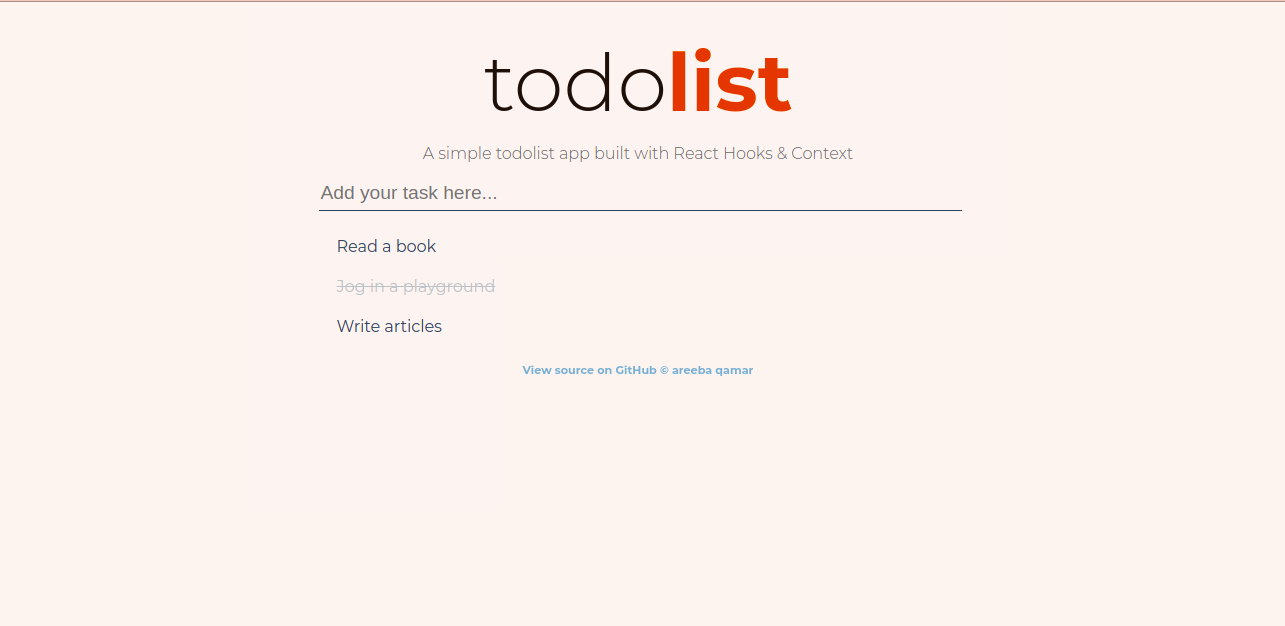 todolist
A simple todolist app built with React Hooks & Context
Add your task here...
Read a book
Jog in a playground
Write articles
View source on GitHub © areeba qamar